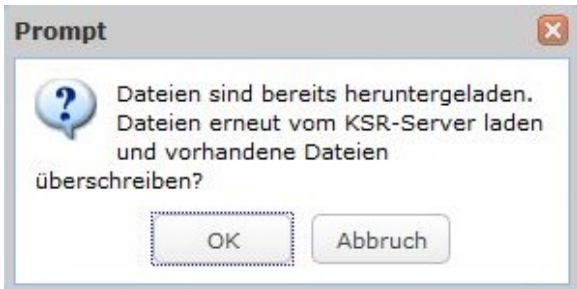 Prompt
Dateien sind bereits heruntergeladen.
Dateien erneut vom KSR-Server laden
und vorhandene Dateien
überschreiben?
OK
Abbruch